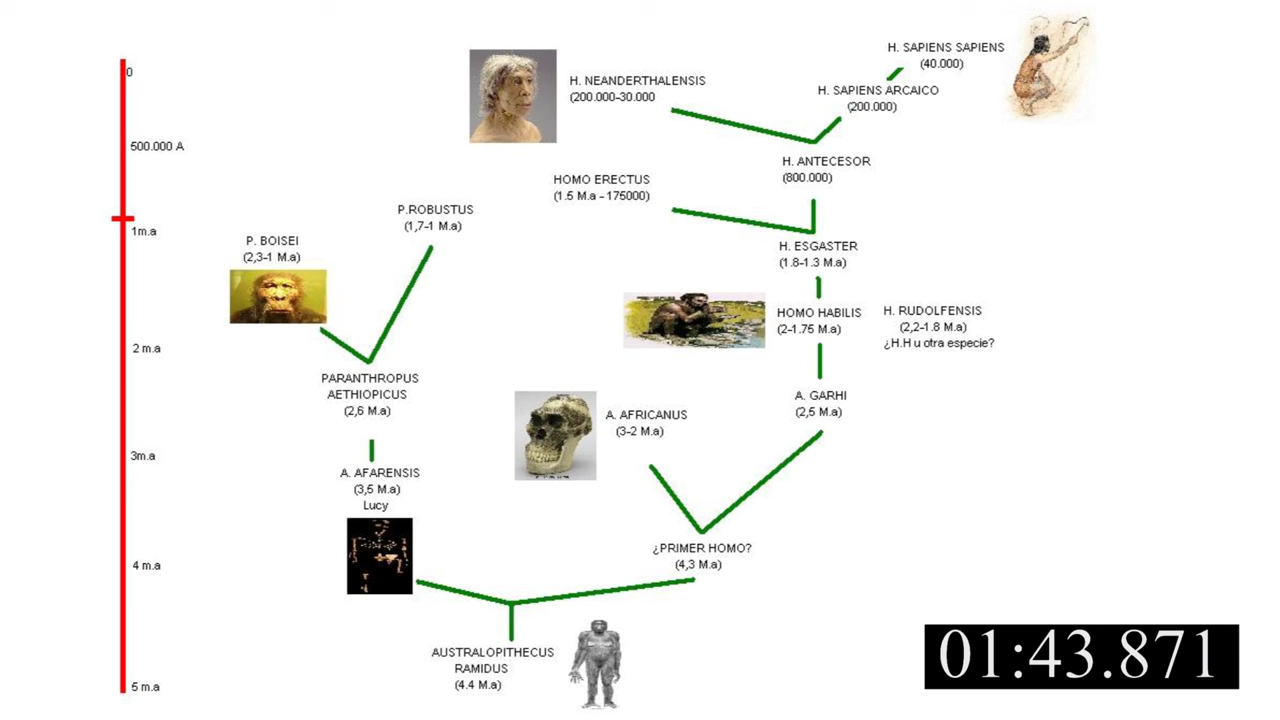 0
500.000 A
1m.a
2 m.a
3m.a
4 m.a
5 m.a
H. SAPIENS SAPIENS
(40.000)
H. NEANDERTHALENSIS
(200.000-30.000
H. SAPIENS ARCAICO
(200.000)
H. ANTECESOR
(800.000)
HOMO ERECTUS
(1.5 M.a - 175000)
P.ROBUSTUS
(1,7-1 M.a)
P. BOISEI
(2,3-1 M.a)
H. ESGASTER
(1.8-1.3 M.a)
HOMO HABILIS
(2-1.75 M.a)
H. RUDOLFENSIS
(2,2-1.8 M.a)
¿H.H u otra especie?
PARANTHROPUS
AETHIOPICUS
(2,6 M.a)
A. GARHI
(2,5 M.a)
A. AFRICANUS
(3-2 M.a)
A. AFARENSIS
(3,5 M.a)
Lucy
¿PRIMER HOMO?
(4,3 M.a)
AUSTRALOPITHECUS
RAMIDUS
(4.4 M.a)
01:43.871